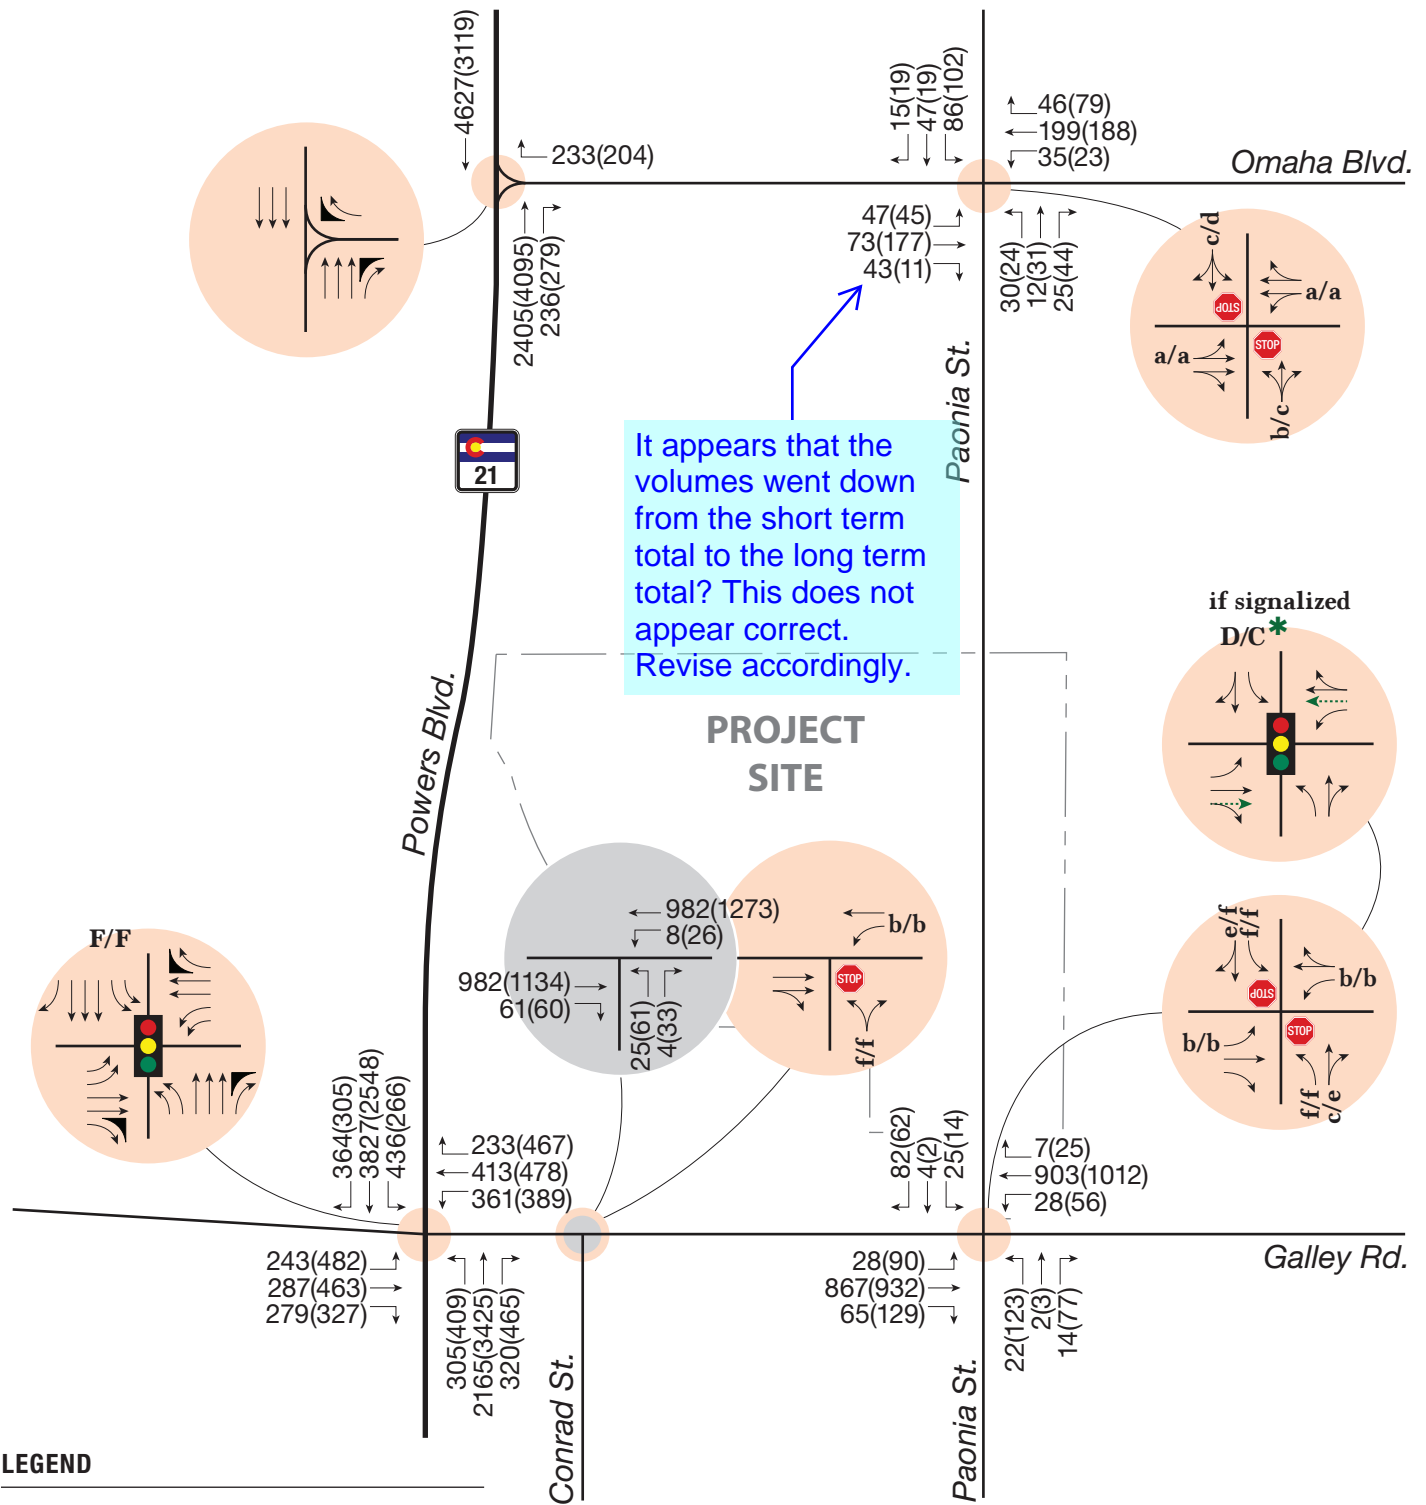 4627(3119)
233(204)
2405(4095)
236(279)
15(19)
47(19)
86(102)
46(79)
199(188)
35(23)
Omaha Blvd.
47(45)
73(177)
43(11)
30(24)
12(31)
25(44)
c/d
a/a
STOP
STOP
a/a
b/c
21
Paonia St.
It appears that the
volumes went down
from the short term
total to the long term
total? This does not
appear correct.
Revise accordingly.
if signalized
D/C*
PROJECT
SITE
Powers Blvd.
982(1273)
8(26)
982(1134)
61(60)
25(61)
4(33)
b/b
STOP
f/f
F/F
e/f
f/f
b/b
STOP
STOP
b/b
f/f
c/e
364(305)
3827(2548)
436(266)
233(467)
413(478)
361(389)
82(62)
4(2)
25(14)
7(25)
903(1012)
28(56)
Galley Rd.
243(482)
287(463)
279(327)
305(409)
2165(3425)
320(465)
28(90)
867(932)
65(129)
22(123)
2(3)
14(77)
Conrad St.
Paonia St.
LEGEND